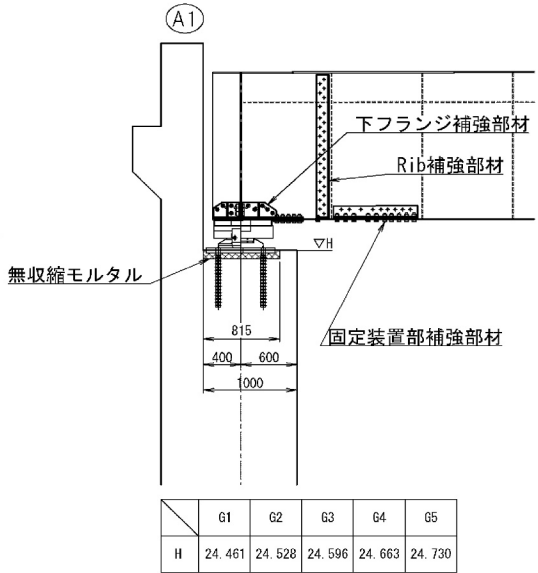 A1
下フランジ補強部材
Rib補強部材
▽H
無収縮モルタル
固定装置部補強部材
815
400 600
1000
G1 G2 G3 G4 G5
H 24.461 24.528 24.596 24.663 24.730